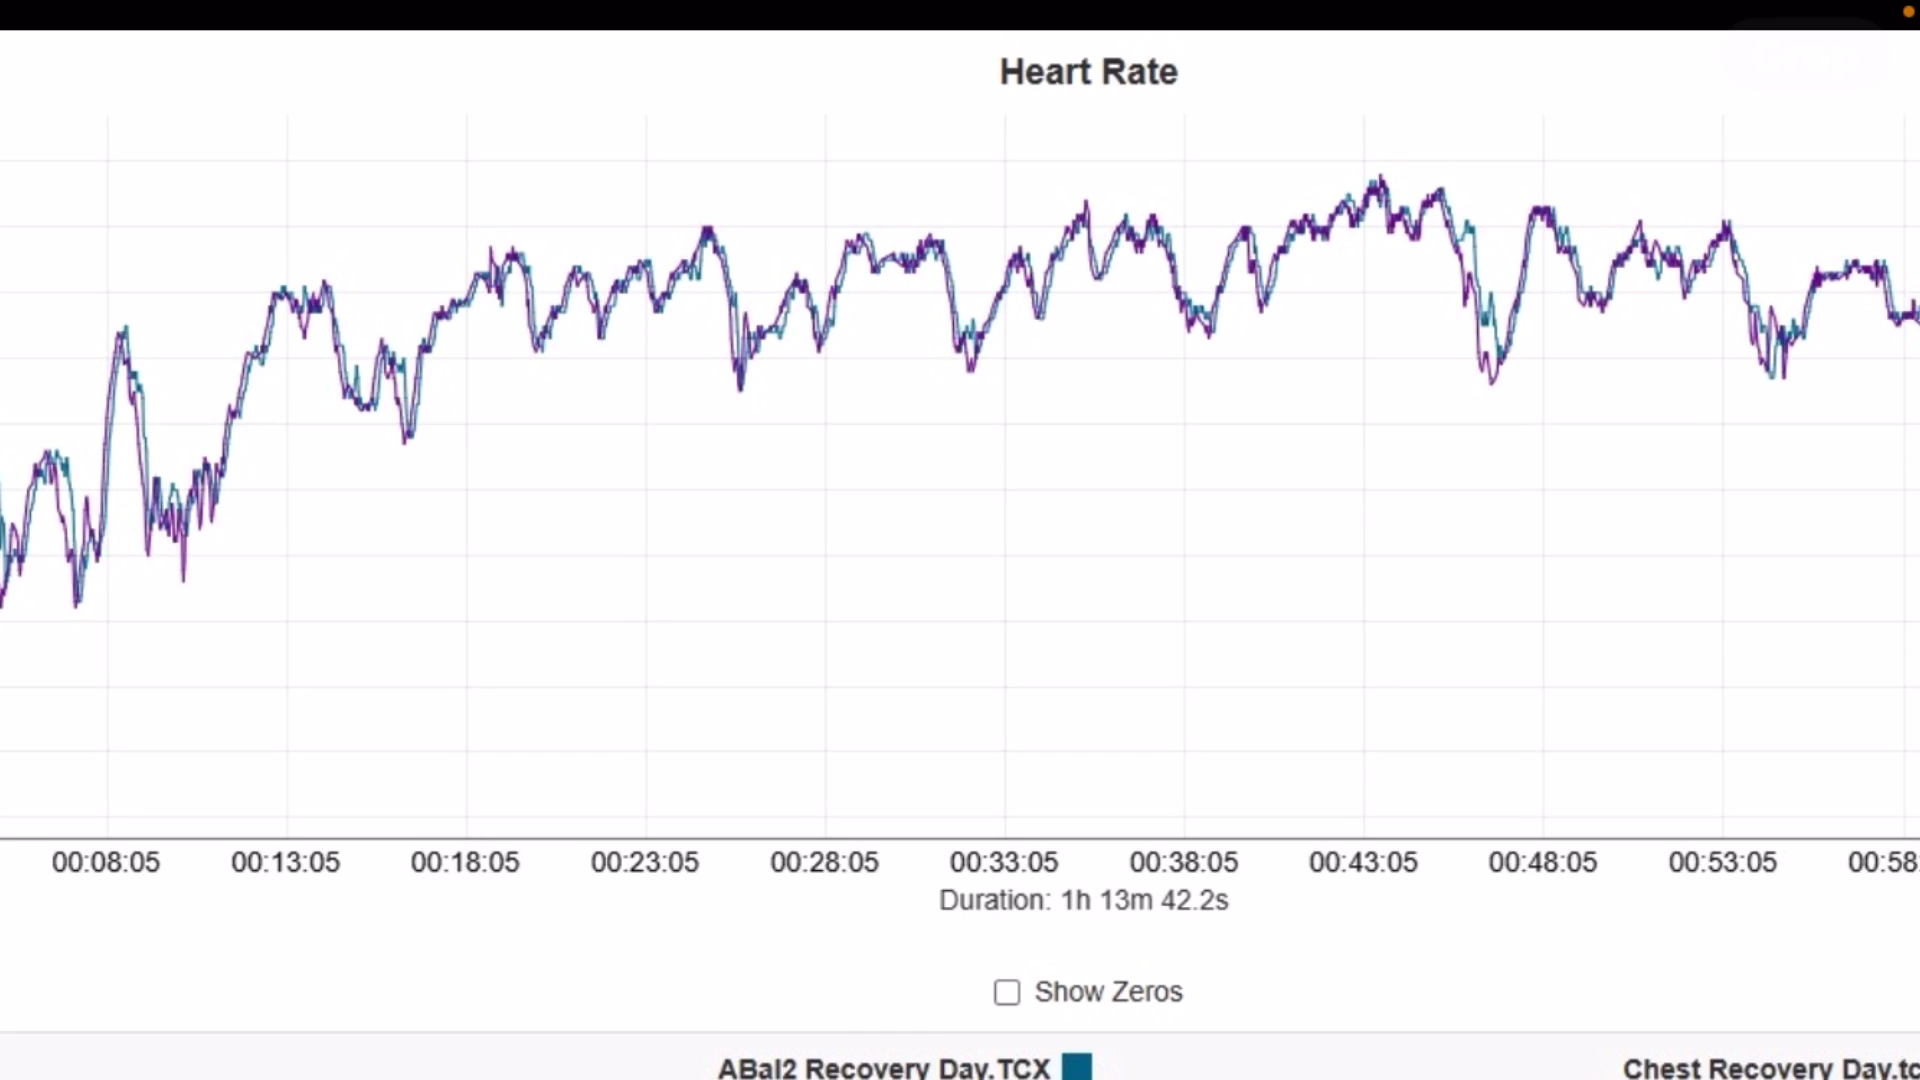 Heart Rate
00:08:05 00:13:05 00:18:05 00:23:05 00:28:05 00:33:05 00:38:05 00:43:05 00:48:05 00:53:05 00:58:
Duration: 1h 13m 42.2s
Show Zeros
ABal2 Recovery Day.TCX Chest Recovery Day.tc